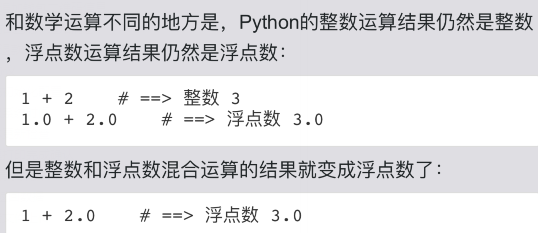 和数学运算不同的地方是，Python的整数运算结果仍然是整数
，浮点数运算结果仍然是浮点数：
1 + 2    # ==> 整数 3
1.0 + 2.0    # ==> 浮点数 3.0
但是整数和浮点数混合运算的结果就变成浮点数了：
1 + 2.0    # ==> 浮点数 3.0